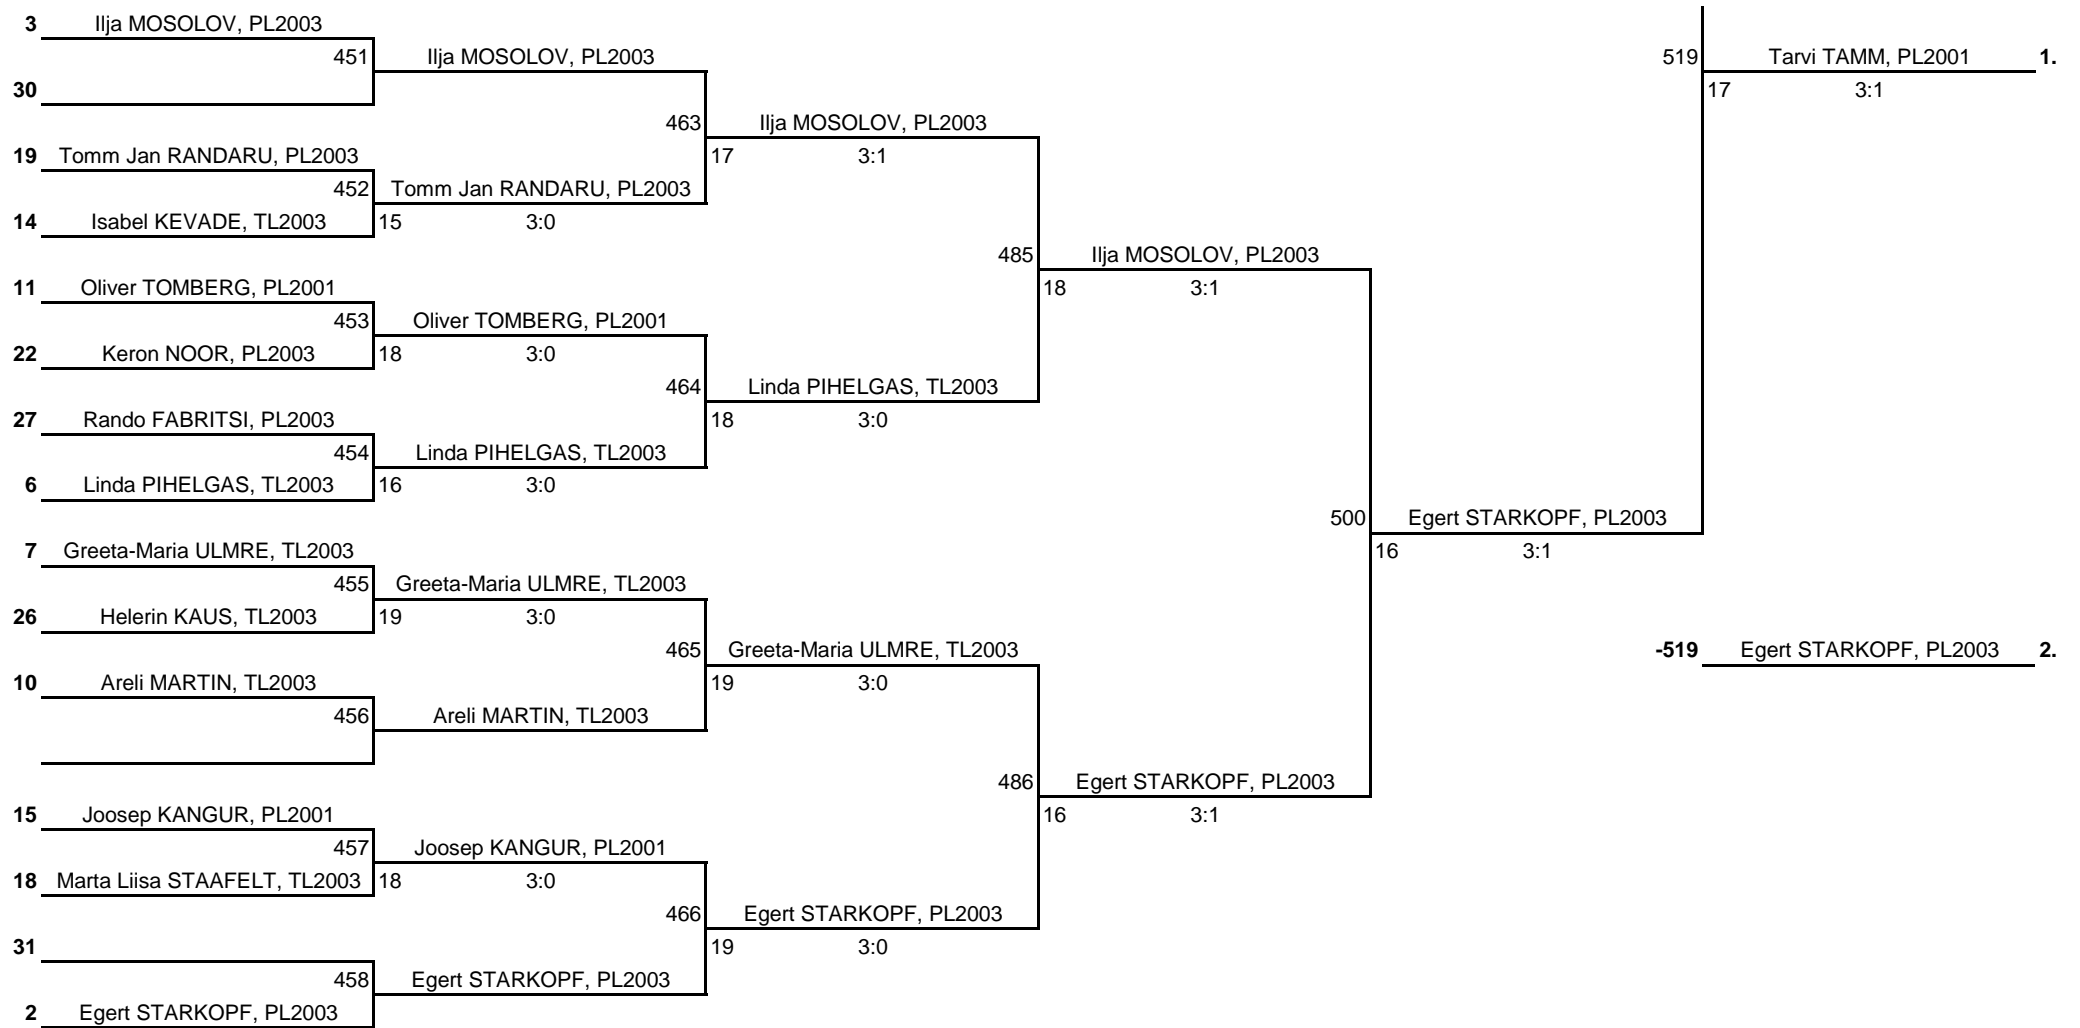 3 Ilja MOSOLOV, PL2003
451 Ilja MOSOLOV, PL2003 519 Tarvi TAMM, PL2001 1.
30 17 3:1
463 Ilja MOSOLOV, PL2003
19 Tomm Jan RANDARU, PL2003 17 3:1
452 Tomm Jan RANDARU, PL2003
14 Isabel KEVADE, TL2003 15 3:0
485 Ilja MOSOLOV, PL2003
11 Oliver TOMBERG, PL2001 18 3:1
453 Oliver TOMBERG, PL2001
22 Keron NOOR, PL2003 18 3:0
464 Linda PIHELGAS, TL2003
27 Rando FABRITSI, PL2003 18 3:0
454 Linda PIHELGAS, TL2003
6 Linda PIHELGAS, TL2003 16 3:0
500 Egert STARKOPF, PL2003
7 Greeta-Maria ULMRE, TL2003 16 3:1
455 Greeta-Maria ULMRE, TL2003
26 Helerin KAUS, TL2003 19 3:0
465 Greeta-Maria ULMRE, TL2003 -519 Egert STARKOPF, PL2003 2.
10 Areli MARTIN, TL2003 19 3:0
456 Areli MARTIN, TL2003
486 Egert STARKOPF, PL2003
15 Joosep KANGUR, PL2001 16 3:1
457 Joosep KANGUR, PL2001
18 Marta Liisa STAAFELT, TL2003 18 3:0
466 Egert STARKOPF, PL2003
31 19 3:0
458 Egert STARKOPF, PL2003
2 Egert STARKOPF, PL2003